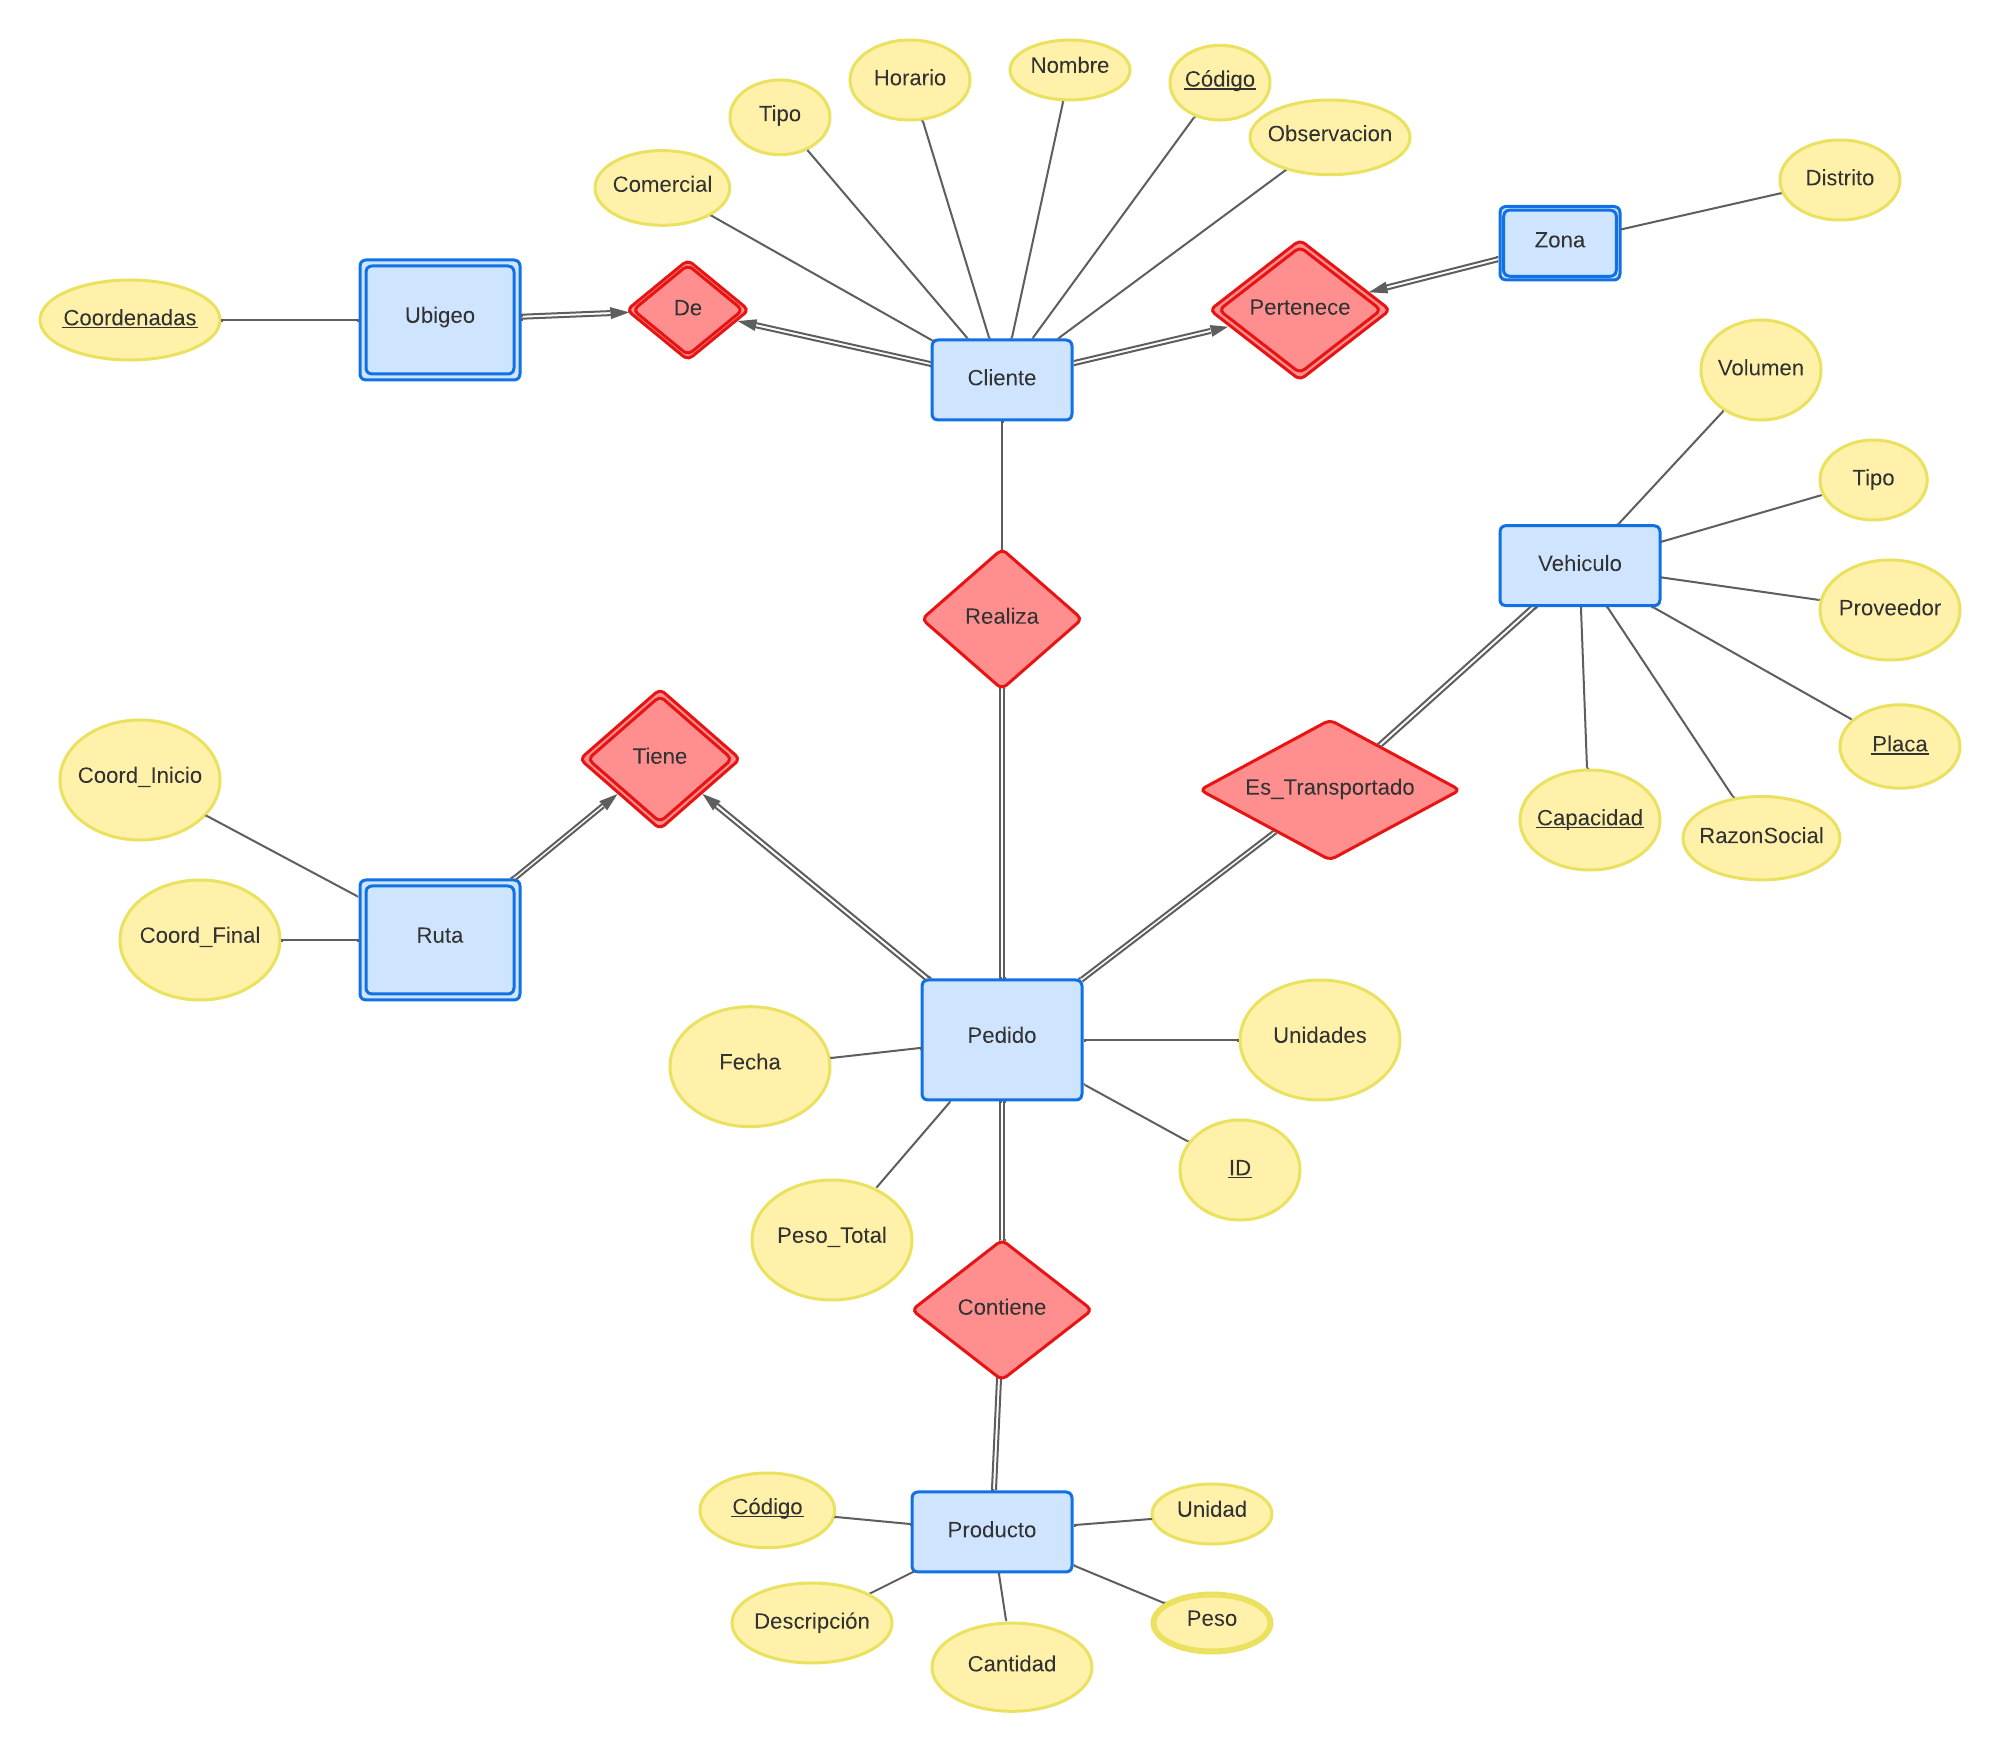 Nombre
Horario
Código
Tipo
Observacion
Comercial
Distrito
Zona
Ubigeo
De
Pertenece
Coordenadas
Cliente
Volumen
Tipo
Vehiculo
Realiza
Proveedor
Tiene
Placa
Coord_Inicio
Es_Transportado
Capacidad
RazonSocial
Coord_Final
Ruta
Pedido
Unidades
Fecha
ID
Peso_Total
Contiene
Código
Unidad
Producto
Descripción
Peso
Cantidad